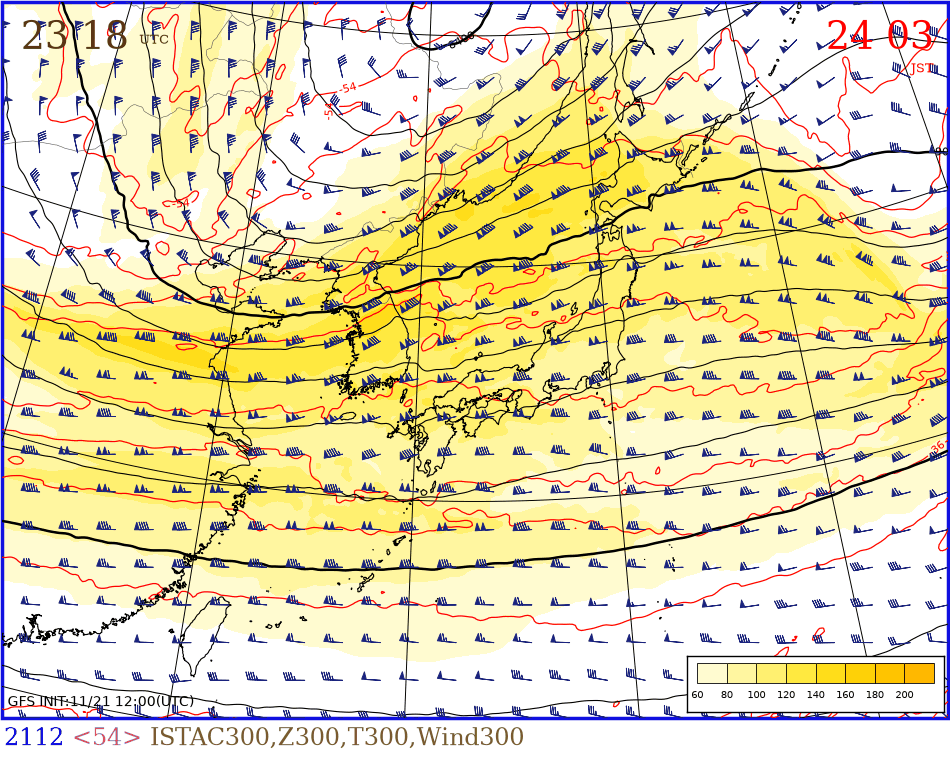 23 18 UTC
24 03 JST
-54
-54
-54
60 80 100 120 140 160 180 200
GFS INIT:11/21 12:00(UTC)
2112 <54> ISTAC300,Z300,T300,Wind300